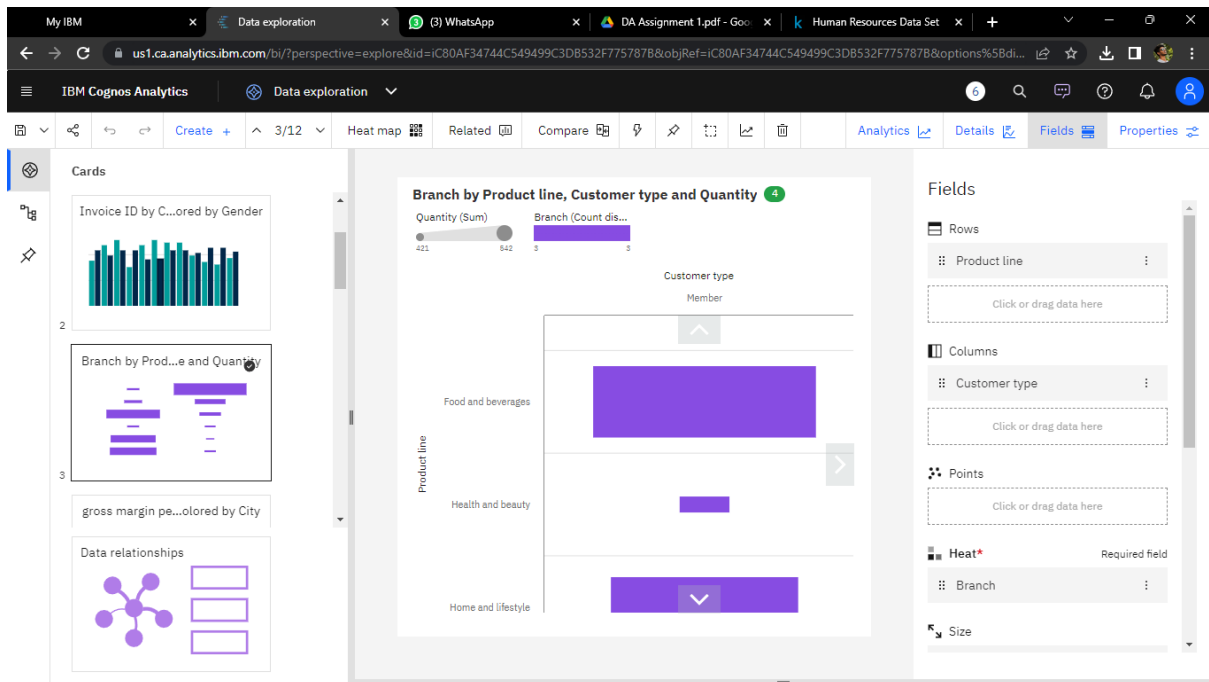 My IBM
Data exploration
(3) WhatsApp
DA Assignment 1.pdf - Goo
Human Resources Data Set
us1.ca.analytics.ibm.com/bi/?perspective=explore&id=iC80AF34744C549499C3DB532F775787B&objRef=iC80AF34744C549499C3DB532F775787B&options%5Bdi...
IBM Cognos Analytics
Data exploration
6
Create +
3/12
Heat map
Related
Compare
Analytics
Details
Fields
Properties
Cards
Invoice ID by C...ored by Gender
2
Branch by Prod...e and Quantity
3
gross margin pe...olored by City
Data relationships
Branch by Product line, Customer type and Quantity 4
Quantity (Sum)
Branch (Count dis...
421
642
3
3
Customer type
Member
Product line
Food and beverages
Health and beauty
Home and lifestyle
Fields
Rows
Product line
Click or drag data here
Columns
Customer type
Click or drag data here
Points
Click or drag data here
Heat*
Required field
Branch
Size